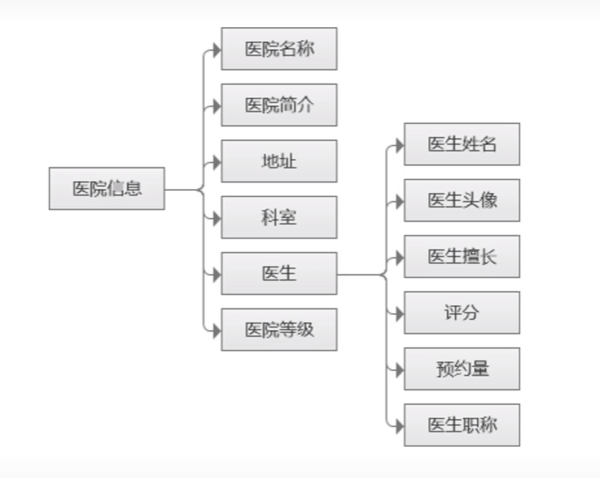 医院信息
医院名称
医院简介
地址
科室
医生
医院等级
医生姓名
医生头像
医生擅长
评分
预约量
医生职称